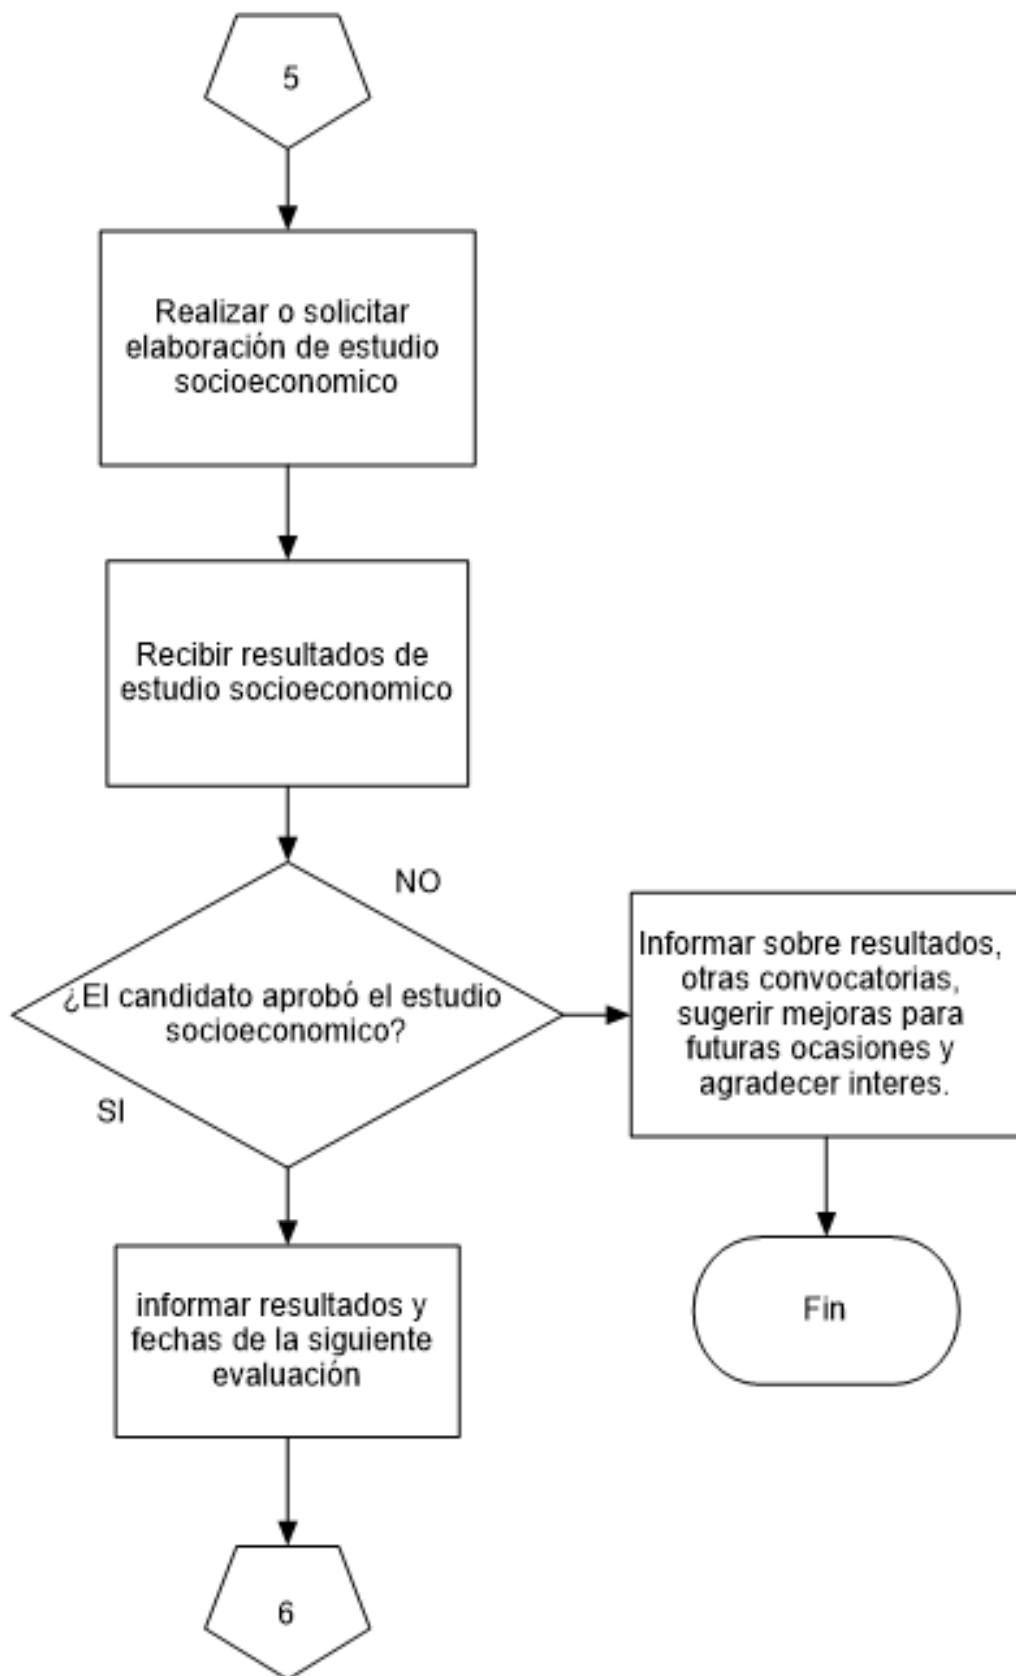 5
Realizar o solicitar
elaboración de estudio
socioeconomico
Recibir resultados de
estudio socioeconomico
NO
¿El candidato aprobó el estudio
socioeconomico?
SI
Informar sobre resultados,
otras convocatorias,
sugerir mejoras para
futuras ocasiones y
agradecer interes.
Fin
informar resultados y
fechas de la siguiente
evaluación
6